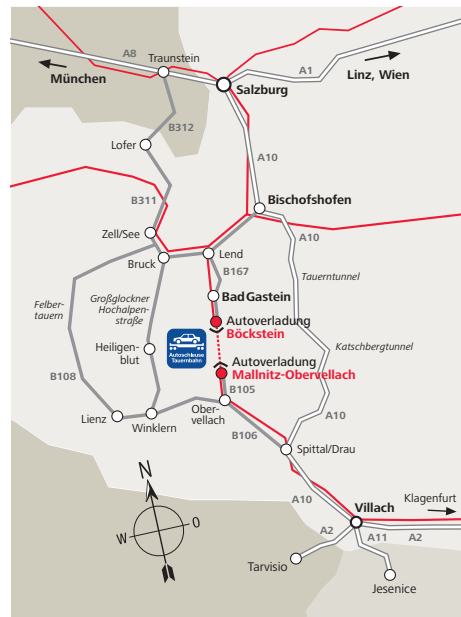 A8
Traunstein
München
A1
Linz, Wien
Salzburg
B312
Lofer
A10
B311
Bischofshofen
Zell/See
A10
Bruck
Lend
B167
Tauerntunnel
Felber-
tauern
Großglockner
Hochalpen-
straße
Bad Gastein
Autoverladung
Böckstein
Autoschleuse
Tauernbahn
Heiligen-
blut
Katschbergtunnel
Autoverladung
Mallnitz-Obervellach
B108
B105
Ober-
vellach
Lienz
Winklern
B106
A10
Spittal/Drau
N
A10
Klagenfurt
Villach
W
O
A2
A11
A2
Tarvisio
Jesenice